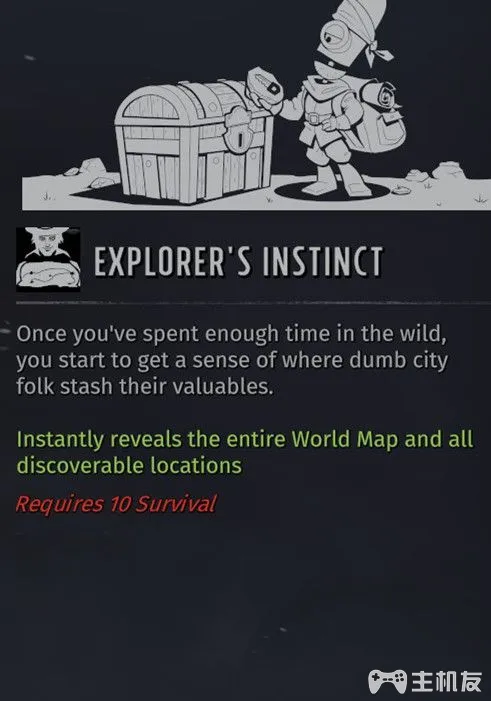 EXPLORER'S INSTINCT
Once you've spent enough time in the wild,
you start to get a sense of where dumb city
folk stash their valuables.
Instantly reveals the entire World Map and all
discoverable locations
Requires 10 Survival
主机友